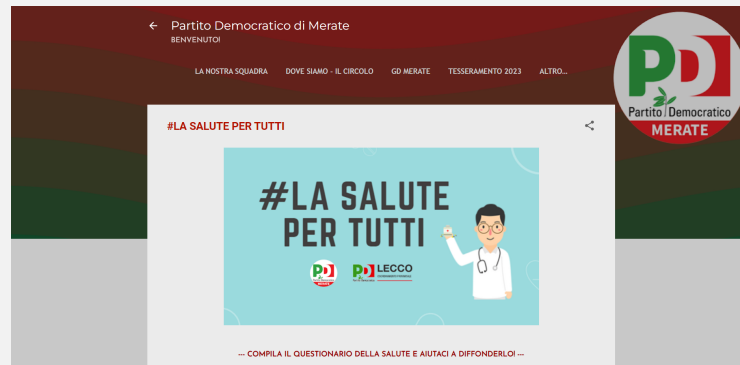 Partito Democratico di Merate
BENVENUTO!
LA NOSTRA SQUADRA DOVE SIAMO - IL CIRCOLO GD MERATE TESSERAMENTO 2023 ALTRO...
PD
Partito Democratico
MERATE
#LA SALUTE PER TUTTI
#LA SALUTE
PER TUTTI
PD
MERATE
PD LECCO
--- COMPILA IL QUESTIONARIO DELLA SALUTE E AIUTACI A DIFFONDERLO! ---